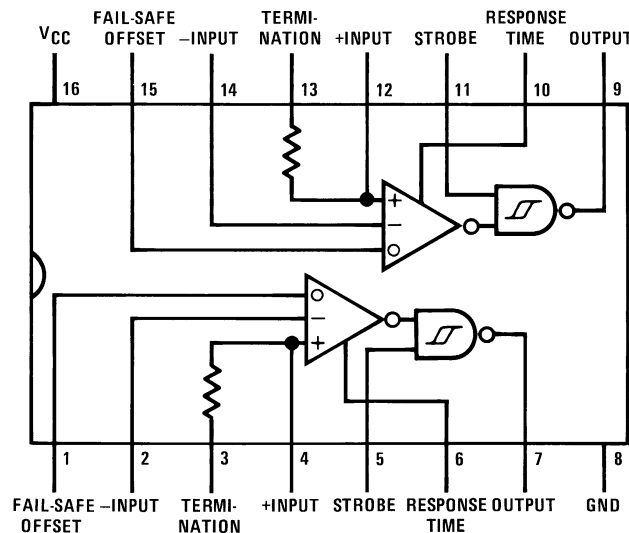 VCC
FAIL-SAFE
OFFSET
–INPUT
TERMI-
NATION
+INPUT
STROBE
RESPONSE
TIME
OUTPUT
16
15
14
13
12
11
10
9
+
–
+
–
1
2
3
4
5
6
7
8
FAIL-SAFE
OFFSET
–INPUT
TERMI-
NATION
+INPUT
STROBE
RESPONSE
TIME
OUTPUT
GND